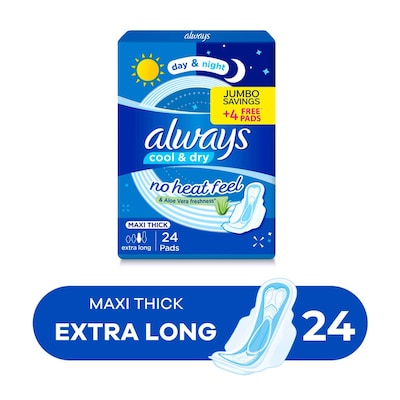 always
day & night
JUMBO
SAVINGS
+4 FREE
PADS
always
cool & dry
no heat feel
& Aloe Vera freshness*
MAXI THICK
extra long
24
Pads
MAXI THICK
EXTRA LONG
24